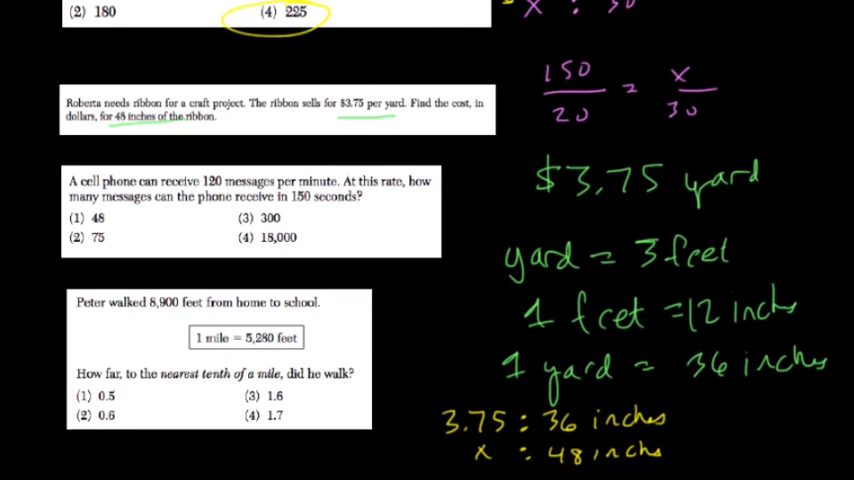 (2) 180
(4) 225
x : 30
150/20 = x/30
Roberta needs ribbon for a craft project. The ribbon sells for $3.75 per yard. Find the cost, in
dollars, for 48 inches of the ribbon.
$3.75 yard
A cell phone can receive 120 messages per minute. At this rate, how
many messages can the phone receive in 150 seconds?
(1) 48
(3) 300
(2) 75
(4) 18,000
yard = 3 feet
1 feet = 12 inches
1 yard = 36 inches
Peter walked 8,900 feet from home to school.
1 mile = 5,280 feet
How far, to the nearest tenth of a mile, did he walk?
(1) 0.5
(3) 1.6
(2) 0.6
(4) 1.7
3.75 : 36 inches
x : 48 inches